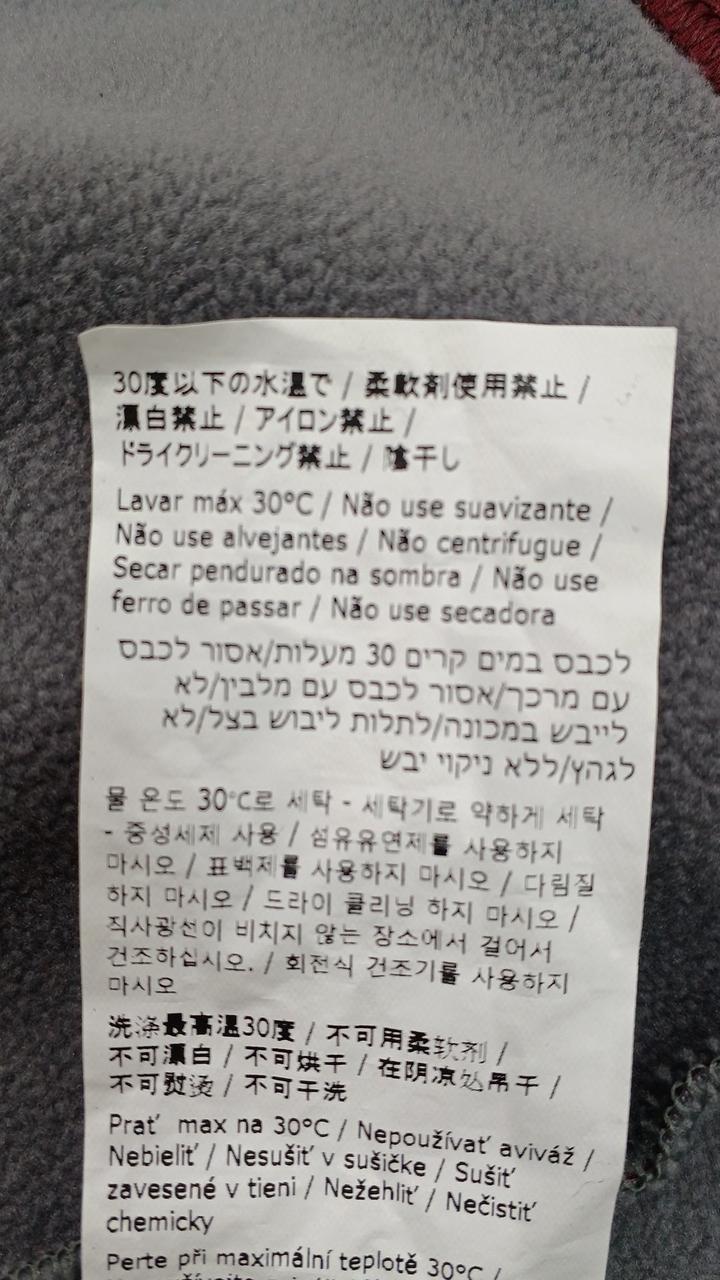 30度以下の水温で / 柔軟剤使用禁止 /
漂白禁止 / アイロン禁止 /
ドライクリーニング禁止 / 陰干し
Lavar máx 30°C / Não use suavizante /
Não use alvejantes / Não centrifugue /
Secar pendurado na sombra / Não use
ferro de passar / Não use secadora
לכבס במים קרים 30 מעלות/אסור לכבס
עם מרכך/אסור לכבס עם מלבין/לא
לייבש במכונה/לתלות ליבוש בצל/לא
לגהץ/ללא ניקוי יבש
물 온도 30°C로 세탁 - 세탁기로 약하게 세탁
- 중성세제 사용 / 섬유유연제를 사용하지
마시오 / 표백제를 사용하지 마시오 / 다림질
하지 마시오 / 드라이 클리닝 하지 마시오 /
직사광선이 비치지 않는 장소에서 걸어서
건조하십시오. / 회전식 건조기를 사용하지
마시오
洗涤最高温30度 / 不可用柔软剂 /
不可漂白 / 不可烘干 / 在阴凉处吊干 /
不可熨烫 / 不可干洗
Prať max na 30°C / Nepoužívať aviváž /
Nebieliť / Nesušiť v sušičke / Sušiť
zavesené v tieni / Nežehliť / Nečistiť
chemicky
Perte při maximální teplotě 30°C /